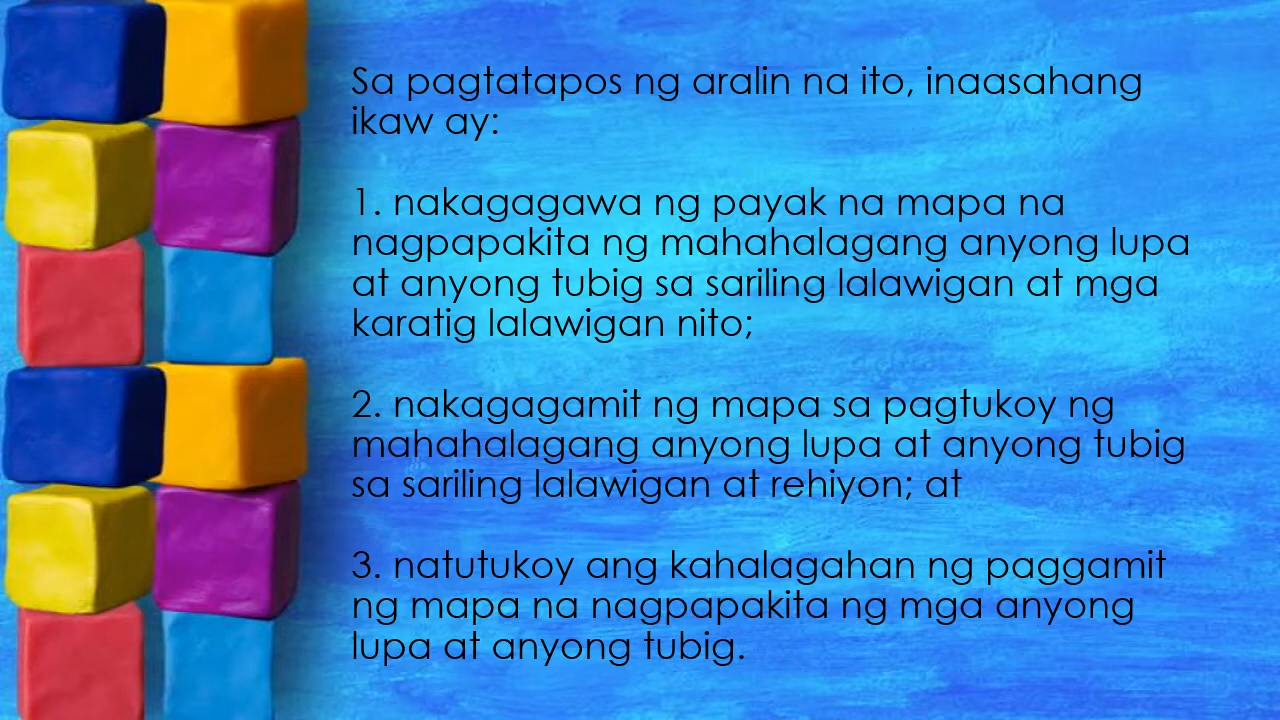 Sa pagtatapos ng aralin na ito, inaasahang
ikaw ay:
1. nakagagawa ng payak na mapa na
nagpapakita ng mahahalagang anyong lupa
at anyong tubig sa sariling lalawigan at mga
karatig lalawigan nito;
2. nakagagamit ng mapa sa pagtukoy ng
mahahalagang anyong lupa at anyong tubig
sa sariling lalawigan at rehiyon; at
3. natutukoy ang kahalagahan ng paggamit
ng mapa na nagpapakita ng mga anyong
lupa at anyong tubig.